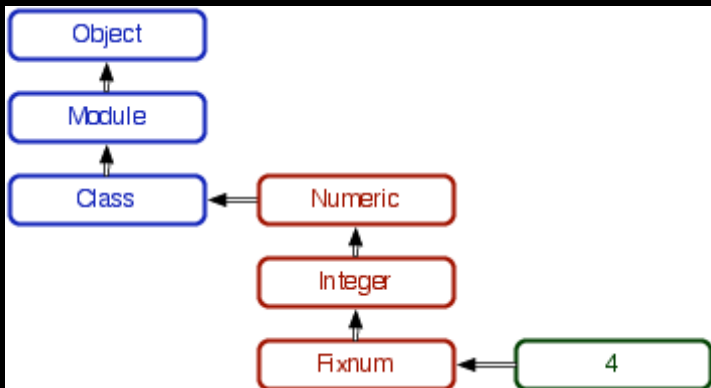 Object
Module
Class
Numeric
Integer
Fixnum
4